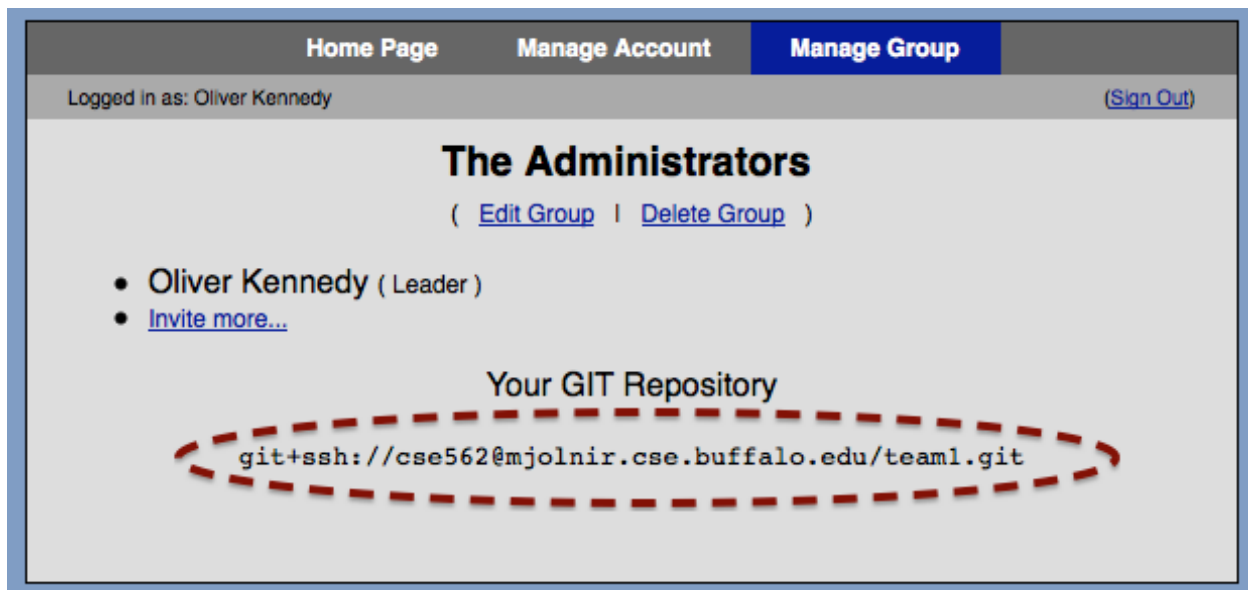 Home Page Manage Account Manage Group
Logged in as: Oliver Kennedy (Sign Out)
The Administrators
( Edit Group | Delete Group )
• Oliver Kennedy ( Leader )
• Invite more...
Your GIT Repository
git+ssh://cse562@mjolnir.cse.buffalo.edu/team1.git